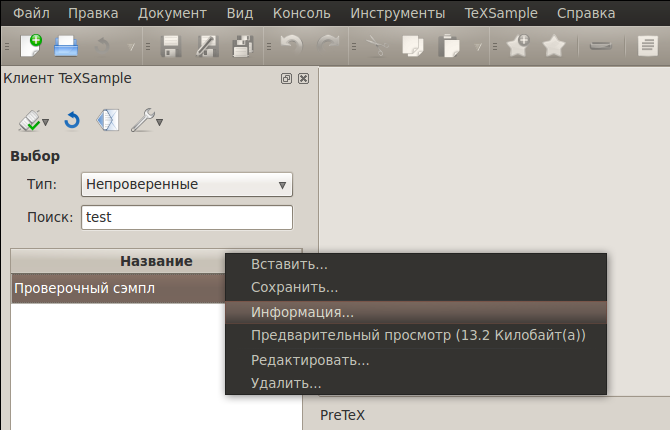 Файл Правка Документ Вид Консоль Инструменты TeXSample Справка
Клиент TeXSample
Выбор
Тип: Непроверенные
Поиск: test
Название
Проверочный сэмпл
Вставить...
Сохранить...
Информация...
Предварительный просмотр (13.2 Килобайт(а))
Редактировать...
Удалить...
PreTeX